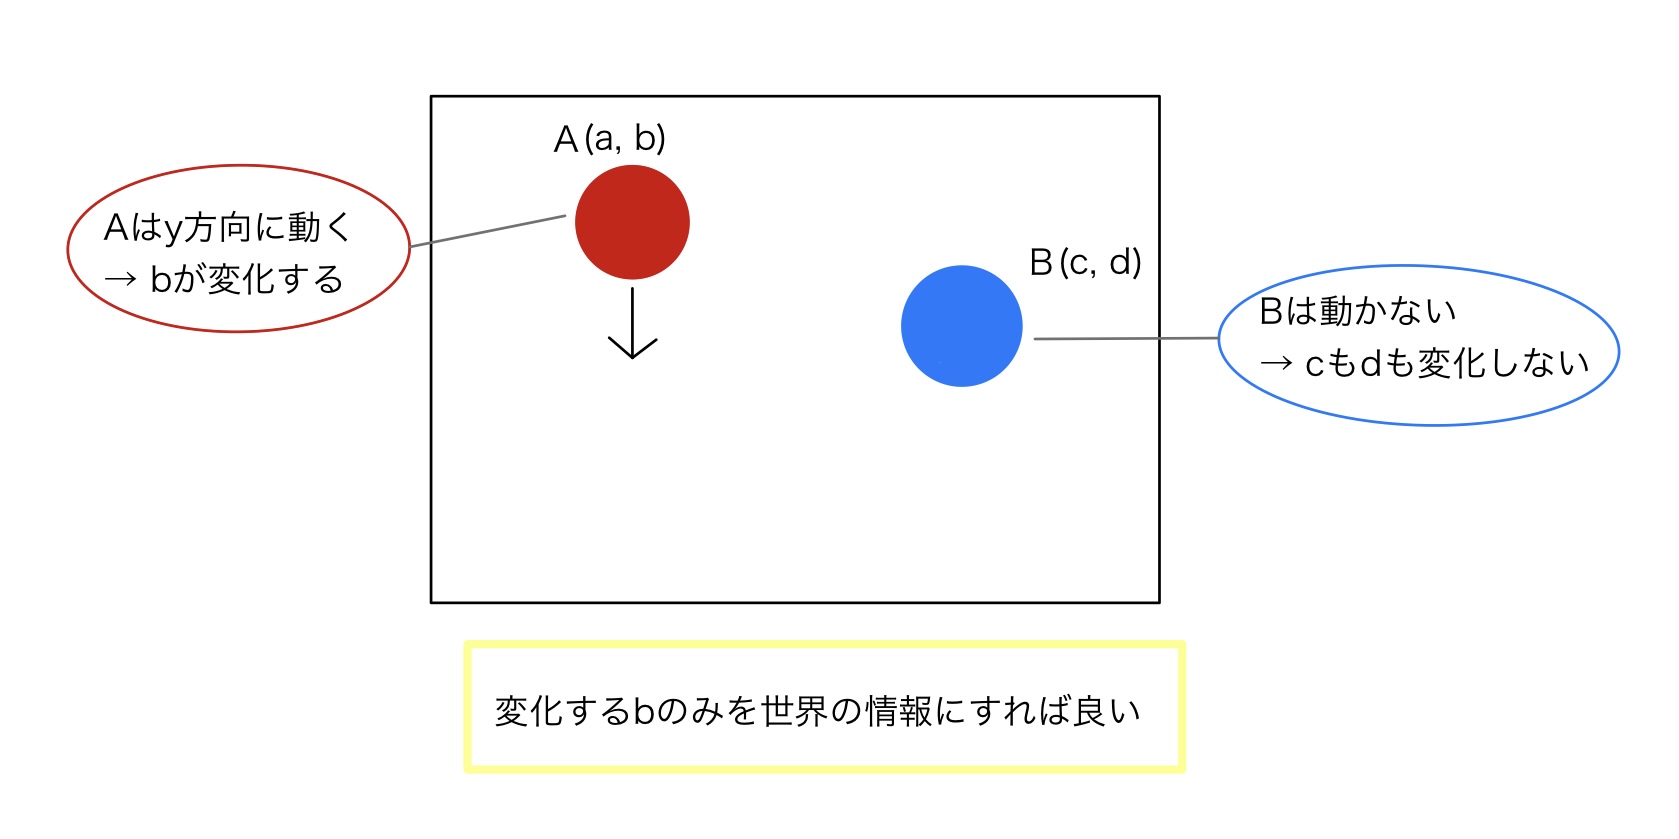 A(a, b)
Aはy方向に動く
→ bが変化する
B(c, d)
Bは動かない
→ cもdも変化しない
変化するbのみを世界の情報にすれば良い